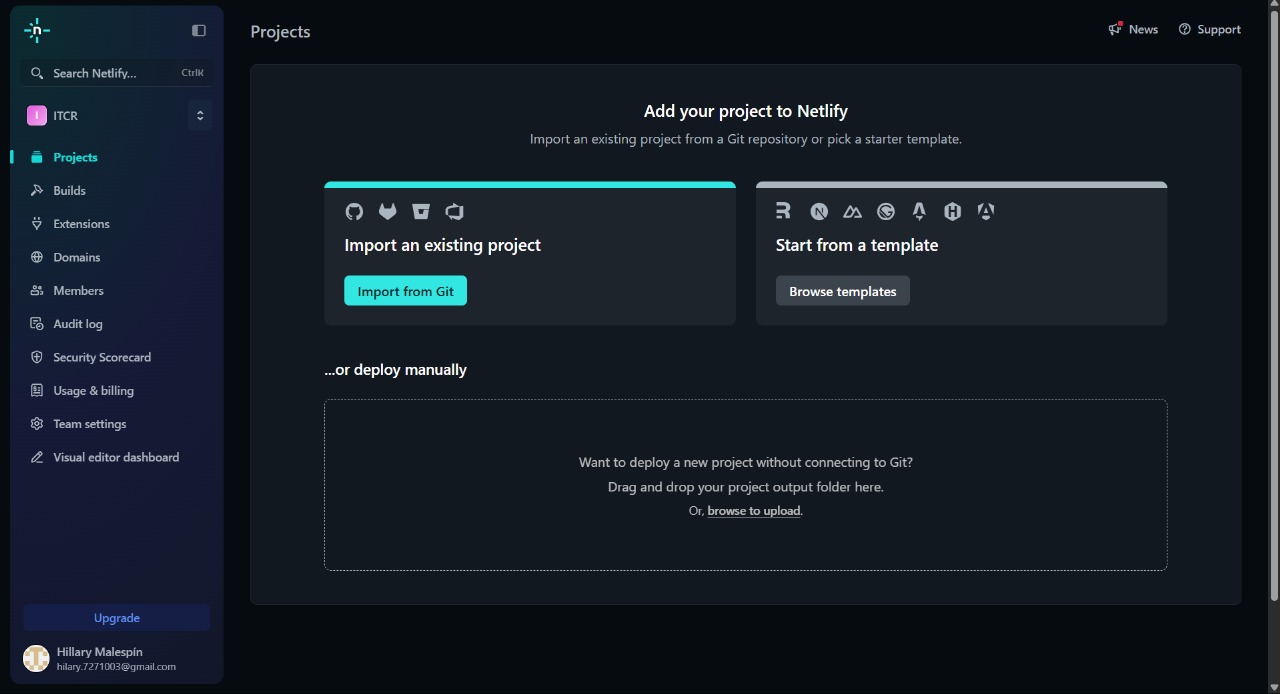 n
Search Netlify... CtrlK
I ITCR
Projects
Builds
Extensions
Domains
Members
Audit log
Security Scorecard
Usage & billing
Team settings
Visual editor dashboard
Upgrade
Hillary Malespín
hilary.7271003@gmail.com
Projects
News
Support
Add your project to Netlify
Import an existing project from a Git repository or pick a starter template.
Import an existing project
Import from Git
Start from a template
Browse templates
...or deploy manually
Want to deploy a new project without connecting to Git?
Drag and drop your project output folder here.
Or, browse to upload.